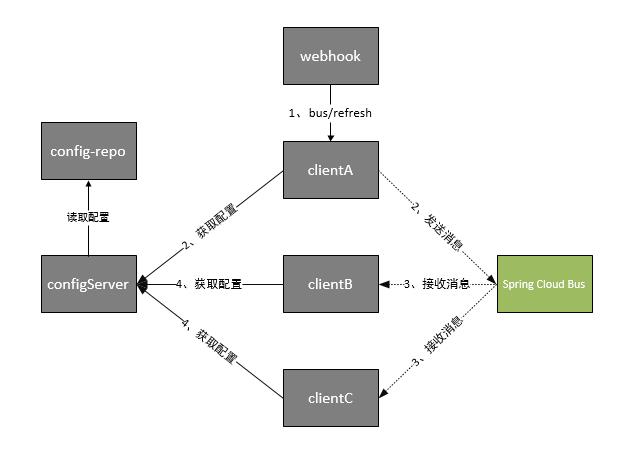 webhook
1、bus/refresh
config-repo
clientA
读取配置
2、获取配置
2、发送消息
configServer
4、获取配置
clientB
3、接收消息
Spring Cloud Bus
4、获取配置
3、接收消息
clientC